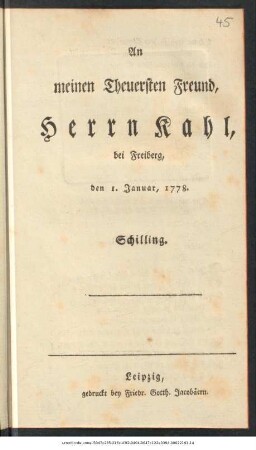 45
An
meinen Theuersten Freund,
Herrn Kahl,
bei Freiberg,
den 1. Januar, 1778.
Schilling.
Leipzig,
gedruckt bey Friedr. Gotth. Jacobäern.